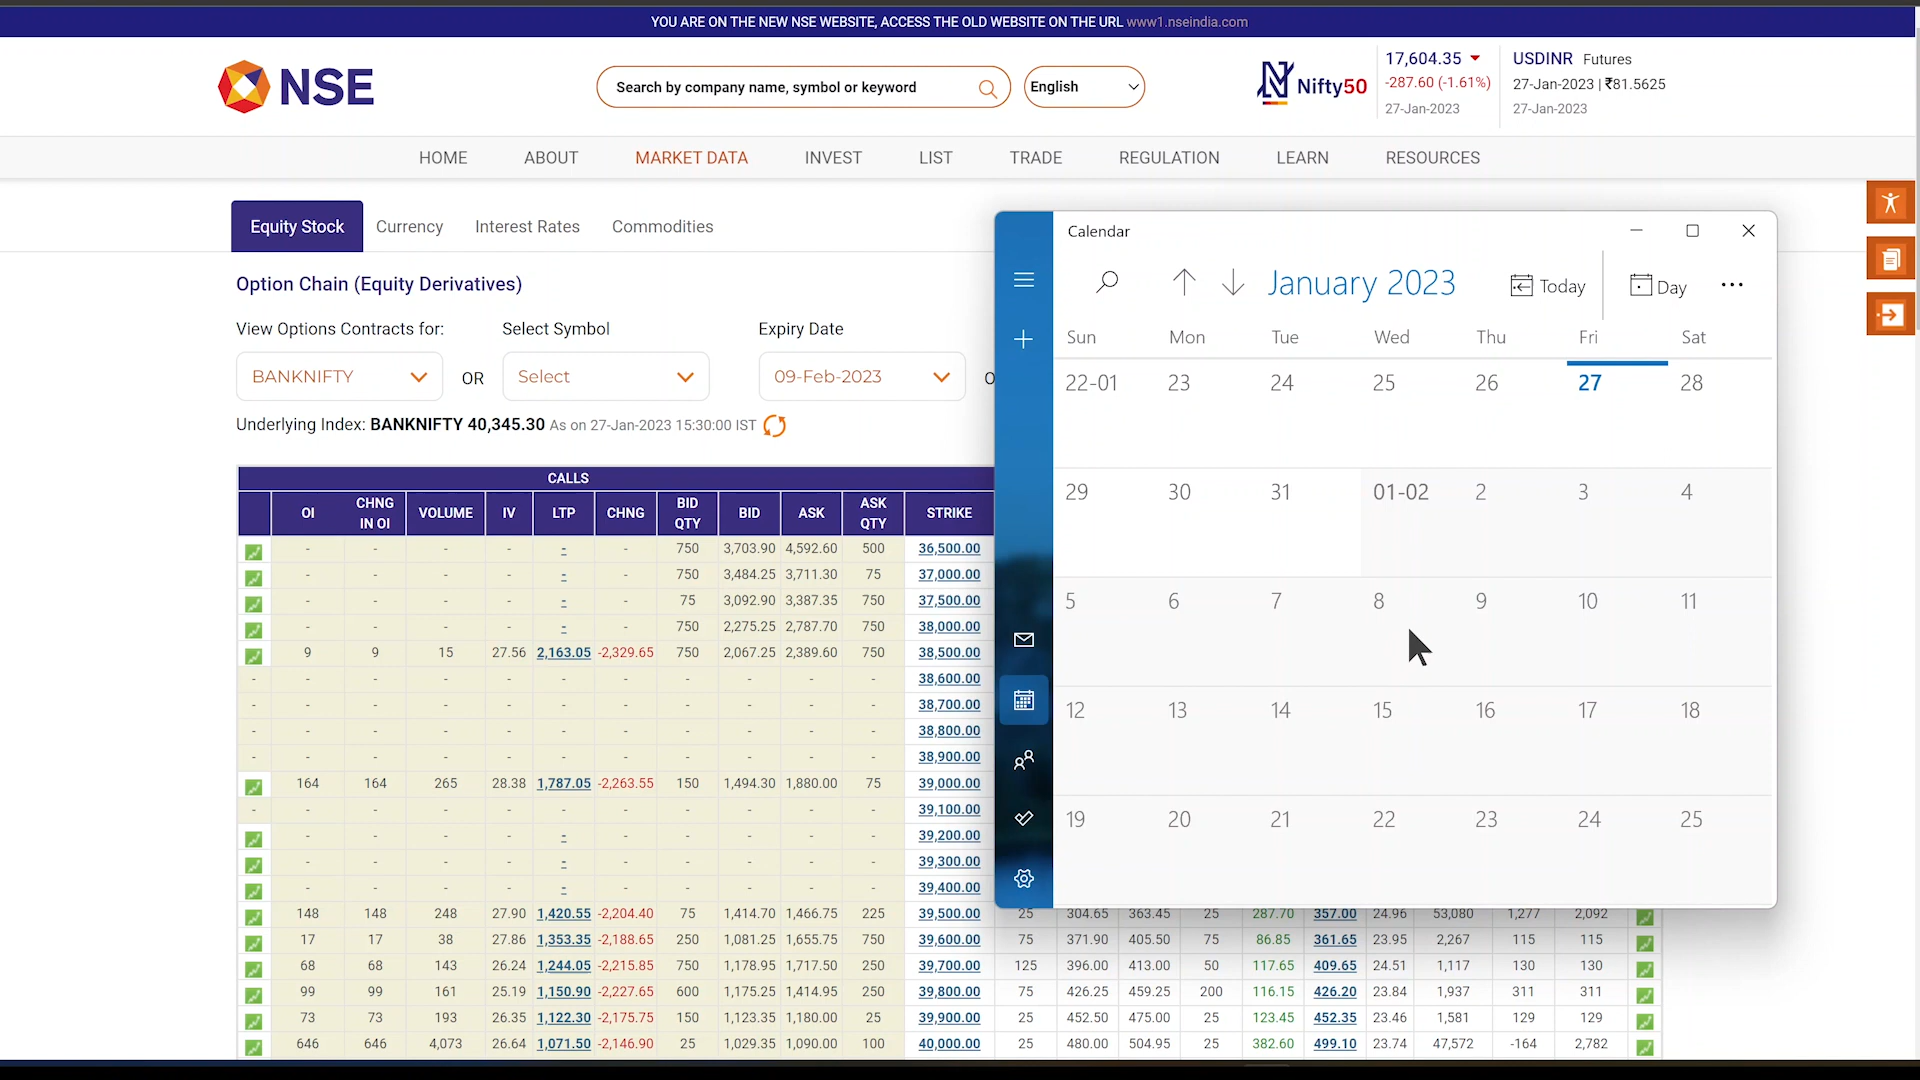 YOU ARE ON THE NEW NSE WEBSITE, ACCESS THE OLD WEBSITE ON THE URL www1.nseindia.com
NSE
Search by company name, symbol or keyword
English
Nifty50
17,604.35
-287.60 (-1.61%)
27-Jan-2023
USDINR Futures
27-Jan-2023 | ₹81.5625
27-Jan-2023
HOME ABOUT MARKET DATA INVEST LIST TRADE REGULATION LEARN RESOURCES
Equity Stock Currency Interest Rates Commodities
Option Chain (Equity Derivatives)
View Options Contracts for: Select Symbol Expiry Date
BANKNIFTY OR Select 09-Feb-2023 O
Underlying Index: BANKNIFTY 40,345.30 As on 27-Jan-2023 15:30:00 IST
CALLS
OI CHNG IN OI VOLUME IV LTP CHNG BID QTY BID ASK ASK QTY STRIKE
- - - - - - 750 3,703.90 4,592.60 500 36,500.00
- - - - - - 750 3,484.25 3,711.30 75 37,000.00
- - - - - - 75 3,092.90 3,387.35 750 37,500.00
- - - - - - 750 2,275.25 2,787.70 750 38,000.00
9 9 15 27.56 2,163.05 -2,329.65 750 2,067.25 2,389.60 750 38,500.00
- - - - - - - - - - - 38,600.00
- - - - - - - - - - - 38,700.00
- - - - - - - - - - - 38,800.00
- - - - - - - - - - - 38,900.00
164 164 265 28.38 1,787.05 -2,263.55 150 1,494.30 1,880.00 75 39,000.00
- - - - - - - - - - - 39,100.00
- - - - - - - - - - 39,200.00
- - - - - - - - - - 39,300.00
- - - - - - - - - - 39,400.00
148 148 248 27.90 1,420.55 -2,204.40 75 1,414.70 1,466.75 225 39,500.00 25 304.65 363.45 25 287.70 357.00 24.96 53,080 1,277 2,092
17 17 38 27.86 1,353.35 -2,188.65 250 1,081.25 1,655.75 750 39,600.00 75 371.90 405.50 75 86.85 361.65 23.95 2,267 115 115
68 68 143 26.24 1,244.05 -2,215.85 750 1,178.95 1,717.50 250 39,700.00 125 396.00 413.00 50 117.65 409.65 24.51 1,117 130 130
99 99 161 25.19 1,150.90 -2,227.65 600 1,175.25 1,414.95 250 39,800.00 75 426.25 459.25 200 116.15 426.20 23.84 1,937 311 311
73 73 193 26.35 1,122.30 -2,175.75 150 1,123.35 1,180.00 25 39,900.00 25 452.50 475.00 25 123.45 452.35 23.46 1,581 129 129
646 646 4,073 26.64 1,071.50 -2,146.90 25 1,029.35 1,090.00 100 40,000.00 25 480.00 504.95 25 382.60 499.10 23.74 47,572 -164 2,782
Calendar
January 2023 Today Day
Sun Mon Tue Wed Thu Fri Sat
22-01 23 24 25 26 27 28
29 30 31 01-02 2 3 4
5 6 7 8 9 10 11
12 13 14 15 16 17 18
19 20 21 22 23 24 25